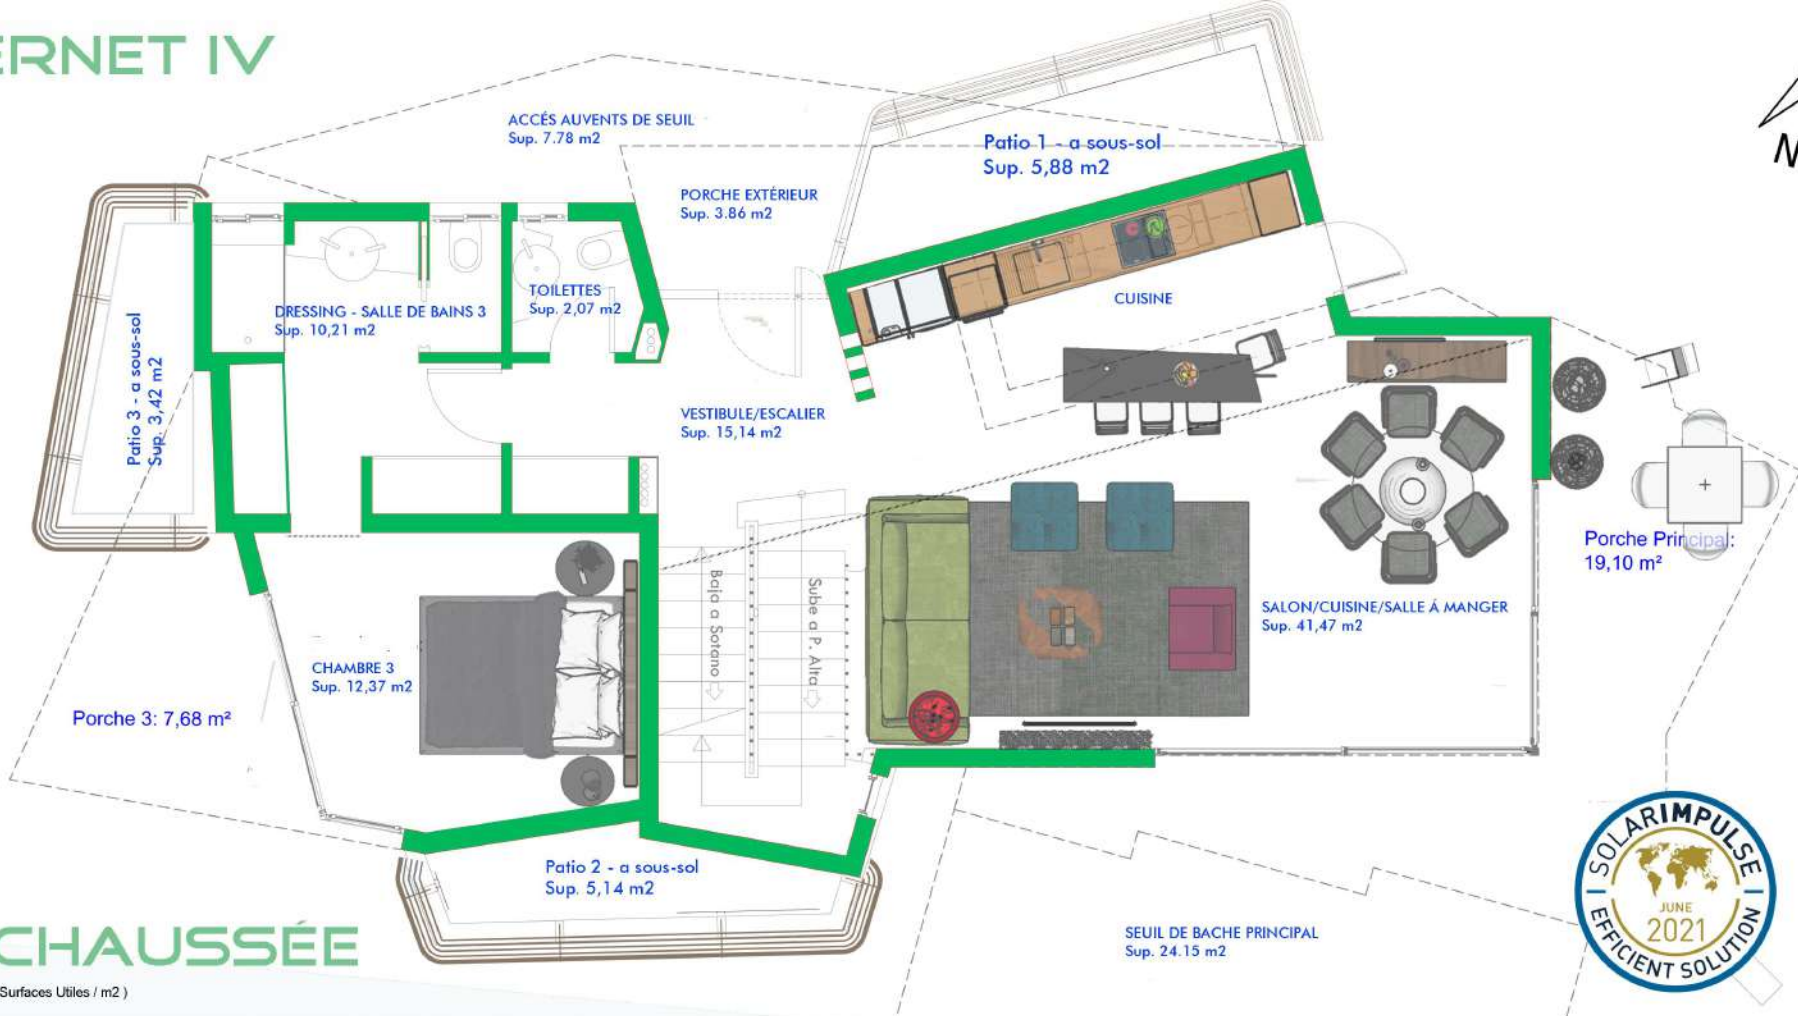 ERNET IV
N
ACCÉS AUVENTS DE SEUIL
Sup. 7.78 m2
Patio 1 - a sous-sol
Sup. 5,88 m2
PORCHE EXTÉRIEUR
Sup. 3.86 m2
TOILETTES
Sup. 2,07 m2
DRESSING - SALLE DE BAINS 3
Sup. 10,21 m2
CUISINE
Patio 3 - a sous-sol
Sup. 3,42 m2
VESTIBULE/ESCALIER
Sup. 15,14 m2
Porche Principal:
19,10 m²
Baja a Sotano
Sube a P. Alta
SALON/CUISINE/SALLE Á MANGER
Sup. 41,47 m2
CHAMBRE 3
Sup. 12,37 m2
Porche 3: 7,68 m²
Patio 2 - a sous-sol
Sup. 5,14 m2
SEUIL DE BACHE PRINCIPAL
Sup. 24.15 m2
SOLARIMPULSE
JUNE
2021
EFFICIENT SOLUTION
CHAUSSÉE
Surfaces Utiles / m2 )